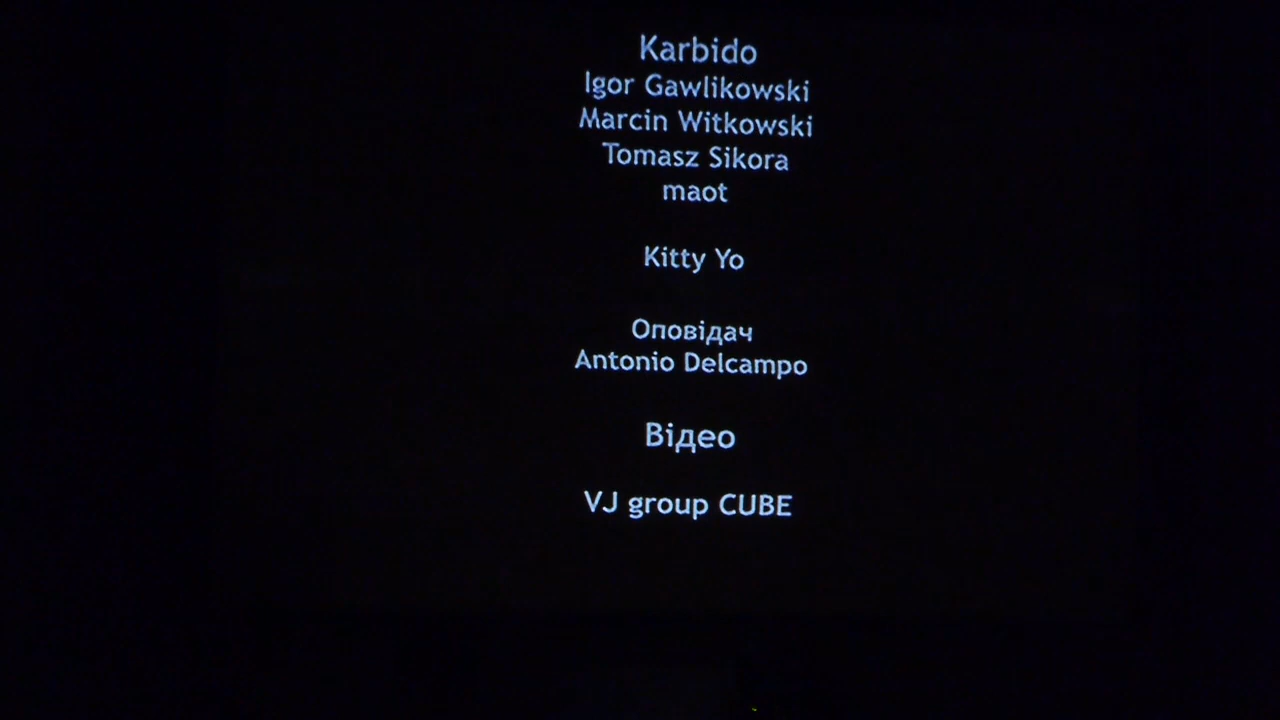 Karbido
Igor Gawlikowski
Marcin Witkowski
Tomasz Sikora
maot
Kitty Yo
Оповідач
Antonio Delcampo
Відео
VJ group CUBE